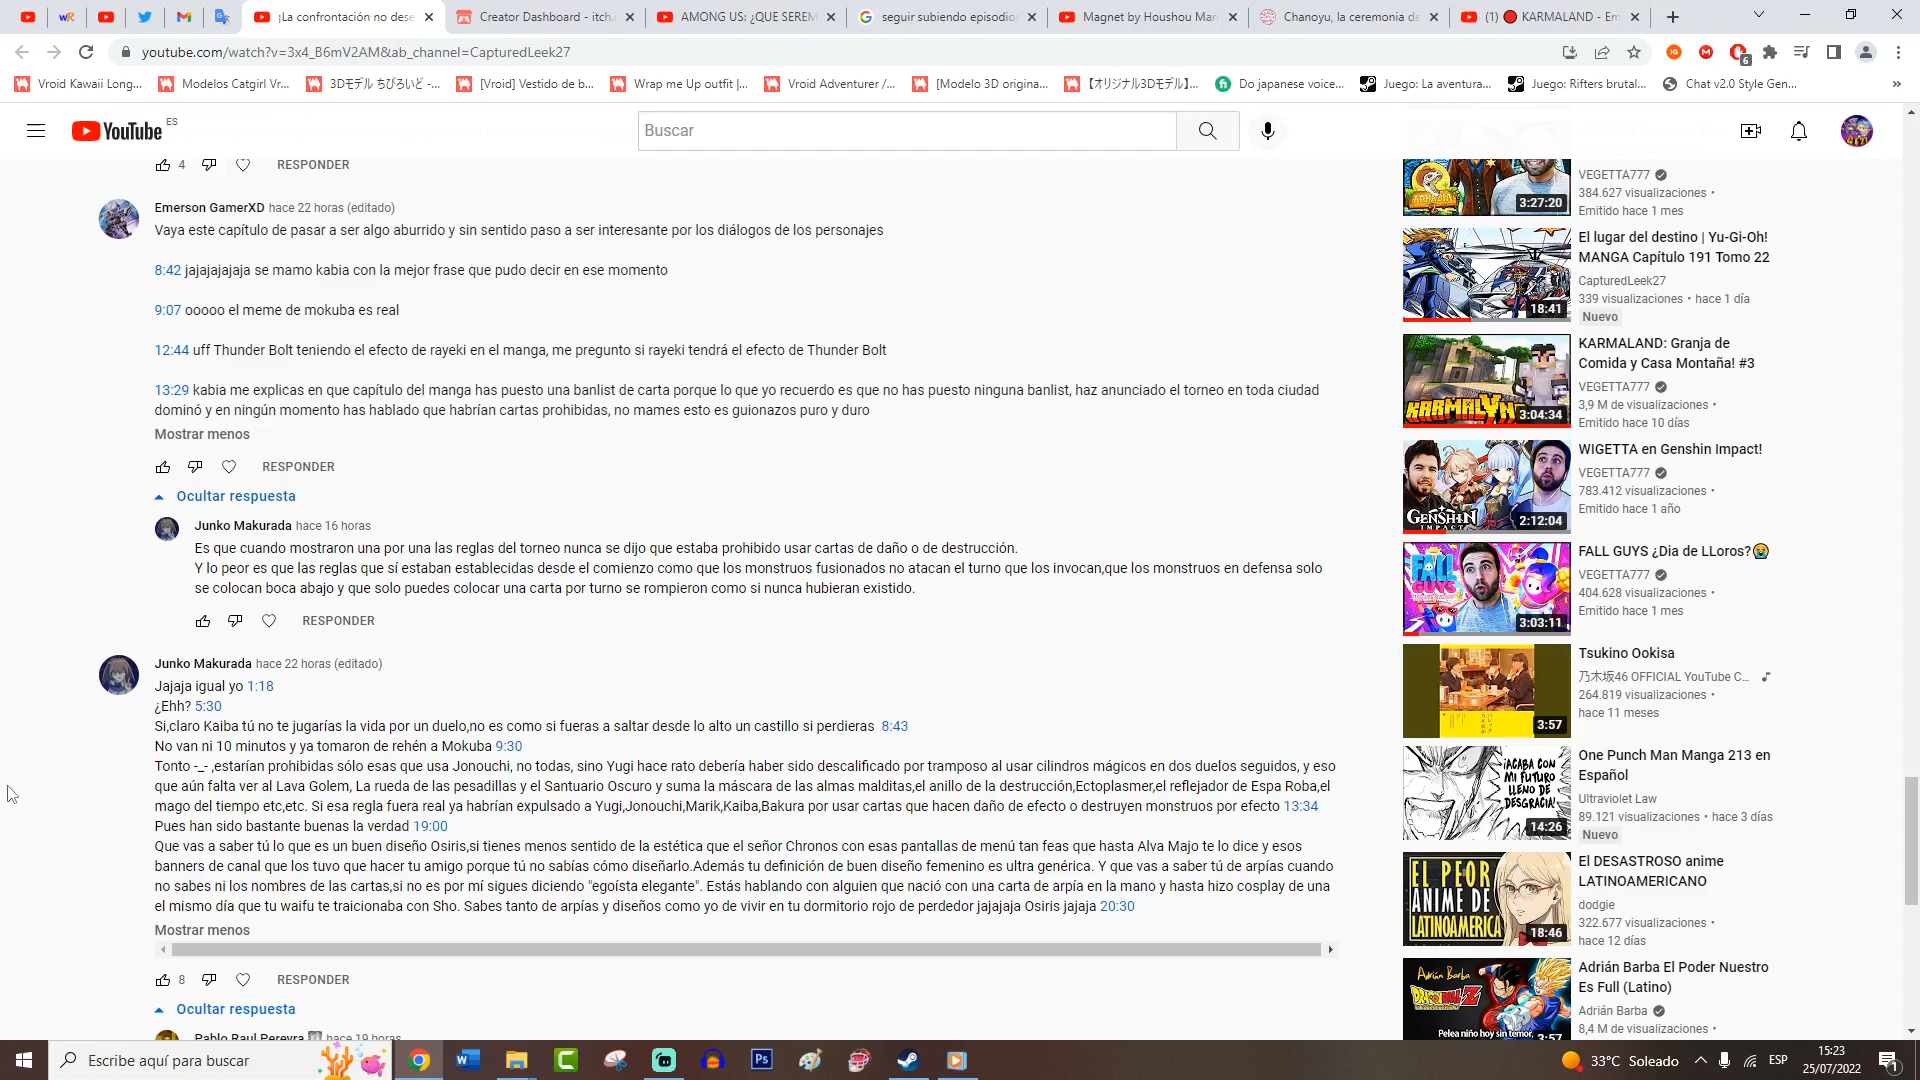 ¡La confrontación no dese
Creator Dashboard - itch.i
AMONG US: ¿QUE SEREM
seguir subiendo episodios
Magnet by Houshou Mari
Chanoyu, la ceremonia de
(1) 🔴 KARMALAND - Em
youtube.com/watch?v=3x4_B6mV2AM&ab_channel=CapturedLeek27
Vroid Kawaii Long...
Modelos Catgirl Vr...
3Dモデル ちびろいど -...
[Vroid] Vestido de b...
Wrap me Up outfit |...
Vroid Adventurer /...
[Modelo 3D origina...
【オリジナル3Dモデル】...
Do japanese voice...
Juego: La aventura...
Juego: Rifters brutal...
Chat v2.0 Style Gen...
YouTube ES
Buscar
4 RESPONDER
Emerson GamerXD hace 22 horas (editado)
Vaya este capítulo de pasar a ser algo aburrido y sin sentido paso a ser interesante por los diálogos de los personajes
8:42 jajajajajaja se mamo kabia con la mejor frase que pudo decir en ese momento
9:07 ooooo el meme de mokuba es real
12:44 uff Thunder Bolt teniendo el efecto de rayeki en el manga, me pregunto si rayeki tendrá el efecto de Thunder Bolt
13:29 kabia me explicas en que capítulo del manga has puesto una banlist de carta porque lo que yo recuerdo es que no has puesto ninguna banlist, haz anunciado el torneo en toda ciudad
dominó y en ningún momento has hablado que habrían cartas prohibidas, no mames esto es guionazos puro y duro
Mostrar menos
RESPONDER
Ocultar respuesta
Junko Makurada hace 16 horas
Es que cuando mostraron una por una las reglas del torneo nunca se dijo que estaba prohibido usar cartas de daño o de destrucción.
Y lo peor es que las reglas que sí estaban establecidas desde el comienzo como que los monstruos fusionados no atacan el turno que los invocan,que los monstruos en defensa solo
se colocan boca abajo y que solo puedes colocar una carta por turno se rompieron como si nunca hubieran existido.
RESPONDER
Junko Makurada hace 22 horas (editado)
Jajaja igual yo 1:18
¿Ehh? 5:30
Si,claro Kaiba tú no te jugarías la vida por un duelo,no es como si fueras a saltar desde lo alto un castillo si perdieras 8:43
No van ni 10 minutos y ya tomaron de rehén a Mokuba 9:30
Tonto -_- ,estarían prohibidas sólo esas que usa Jonouchi, no todas, sino Yugi hace rato debería haber sido descalificado por tramposo al usar cilindros mágicos en dos duelos seguidos, y eso
que aún falta ver al Lava Golem, La rueda de las pesadillas y el Santuario Oscuro y suma la máscara de las almas malditas,el anillo de la destrucción,Ectoplasmer,el reflejador de Espa Roba,el
mago del tiempo etc,etc. Si esa regla fuera real ya habrían expulsado a Yugi,Jonouchi,Marik,Kaiba,Bakura por usar cartas que hacen daño de efecto o destruyen monstruos por efecto 13:34
Pues han sido bastante buenas la verdad 19:00
Que vas a saber tú lo que es un buen diseño Osiris,si tienes menos sentido de la estética que el señor Chronos con esas pantallas de menú tan feas que hasta Alva Majo te lo dice y esos
banners de canal que los tuvo que hacer tu amigo porque tú no sabías cómo diseñarlo.Además tu definición de buen diseño femenino es ultra genérica. Y que vas a saber tú de arpías cuando
no sabes ni los nombres de las cartas,si no es por mí sigues diciendo "egoísta elegante". Estás hablando con alguien que nació con una carta de arpía en la mano y hasta hizo cosplay de una
el mismo día que tu waifu te traicionaba con Sho. Sabes tanto de arpías y diseños como yo de vivir en tu dormitorio rojo de perdedor jajajaja Osiris jajaja 20:30
Mostrar menos
8 RESPONDER
Ocultar respuesta
Pablo Raul Pereyra hace 19 horas
3:27:20
VEGETTA777
384.627 visualizaciones •
Emitido hace 1 mes
18:41
El lugar del destino | Yu-Gi-Oh!
MANGA Capítulo 191 Tomo 22
CapturedLeek27
339 visualizaciones • hace 1 día
Nuevo
3:04:34
KARMALAND: Granja de
Comida y Casa Montaña! #3
VEGETTA777
3,9 M de visualizaciones •
Emitido hace 10 días
GENSHIN
IMPACT
2:12:04
WIGETTA en Genshin Impact!
VEGETTA777
783.412 visualizaciones •
hace 1 año
FALL
GUYS
3:03:11
FALL GUYS ¿Dia de LLoros?😭
VEGETTA777
404.628 visualizaciones •
Emitido hace 1 mes
3:57
Tsukino Ookisa
乃木坂46 OFFICIAL YouTube C...
264.819 visualizaciones •
hace 11 meses
¡ACABA CON
MI FUTURO
LLENO DE
DESGRACIA!
14:26
One Punch Man Manga 213 en
Español
Ultraviolet Law
89.121 visualizaciones • hace 3 días
Nuevo
EL PEOR
ANIME DE
LATINOAMERICA
18:46
El DESASTROSO anime
LATINOAMERICANO
dodgie
322.677 visualizaciones •
hace 12 días
Adrián Barba
DRAGONBALL Z
Pelea niño hoy sin temor,
3:57
Adrián Barba El Poder Nuestro
Es Full (Latino)
Adrián Barba
8,4 M de visualizaciones •
Escribe aquí para buscar
33°C Soleado
ESP
15:23
25/07/2022